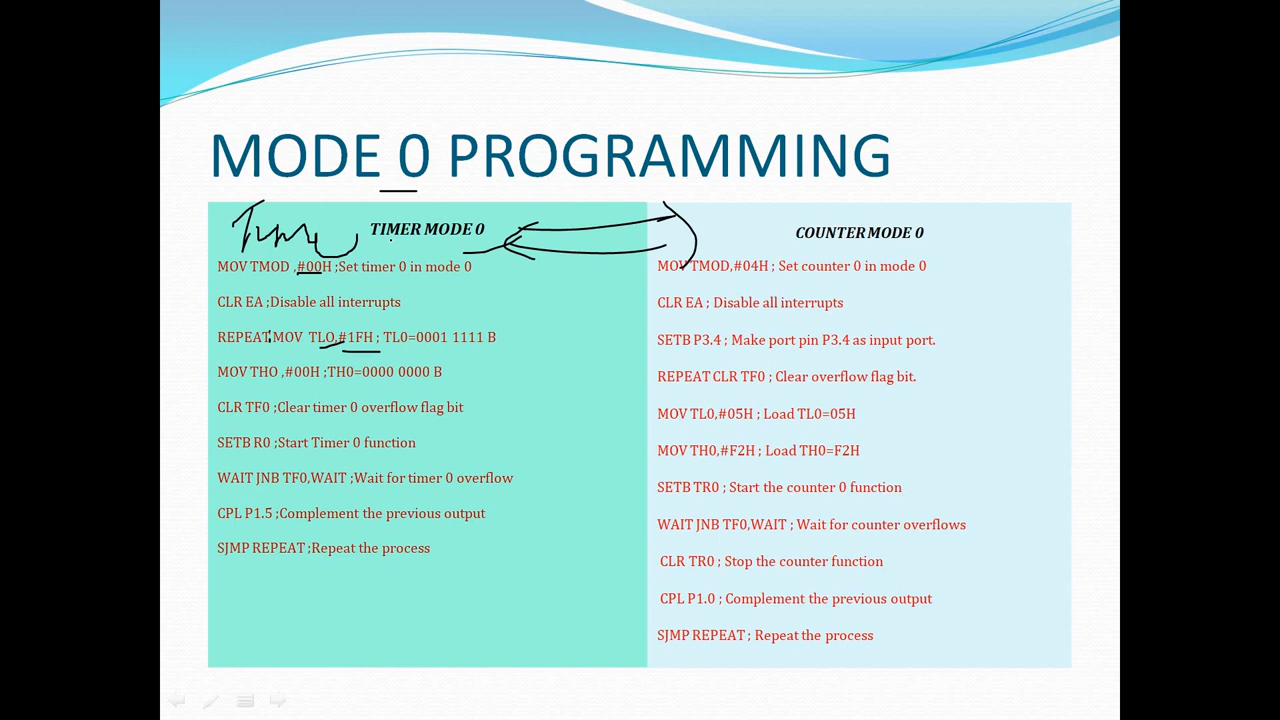 MODE 0 PROGRAMMING
TIMER MODE 0
MOV TMOD ,#00H ;Set timer 0 in mode 0
CLR EA ;Disable all interrupts
REPEAT:MOV TLO,#1FH ; TL0=0001 1111 B
MOV THO ,#00H ;TH0=0000 0000 B
CLR TF0 ;Clear timer 0 overflow flag bit
SETB R0 ;Start Timer 0 function
WAIT JNB TF0,WAIT ;Wait for timer 0 overflow
CPL P1.5 ;Complement the previous output
SJMP REPEAT ;Repeat the process
COUNTER MODE 0
MOV TMOD,#04H ; Set counter 0 in mode 0
CLR EA ; Disable all interrupts
SETB P3.4 ; Make port pin P3.4 as input port.
REPEAT CLR TF0 ; Clear overflow flag bit.
MOV TL0,#05H ; Load TL0=05H
MOV TH0,#F2H ; Load TH0=F2H
SETB TR0 ; Start the counter 0 function
WAIT JNB TF0,WAIT ; Wait for counter overflows
CLR TR0 ; Stop the counter function
CPL P1.0 ; Complement the previous output
SJMP REPEAT ; Repeat the process